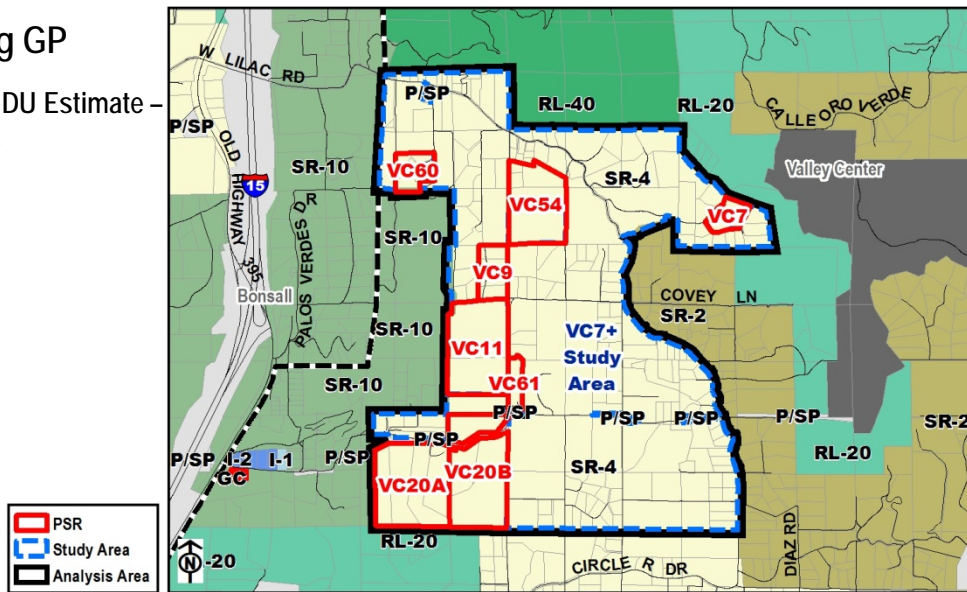 g GP
DU Estimate –
W LILAC RD
P/SP
RL-40
RL-20
CALLE ORO VERDE
P/SP
OLD HIGHWAY 395
15
SR-10
VC60
SR-4
Valley Center
VC54
VC7
PALOS VERDES DR
SR-10
VC9
Bonsall
COVEY LN
SR-2
SR-10
VC11
VC7+
Study
Area
SR-10
VC61
P/SP
P/SP
P/SP
P/SP
SR-2
P/SP
P/SP
I-2
I-1
P/SP
GC
RL-20
VC20A
VC20B
SR-4
PSR
Study Area
Analysis Area
N
-20
RL-20
CIRCLE R DR
DIAZ RD